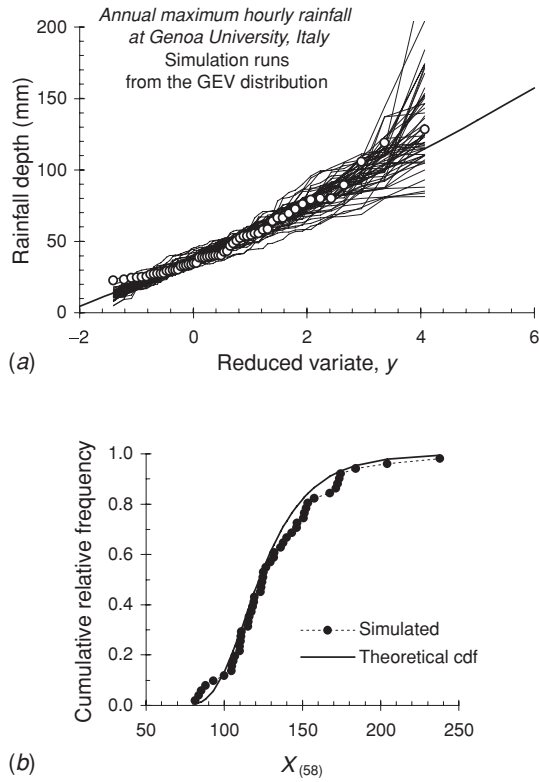 Annual maximum hourly rainfall
at Genoa University, Italy
Simulation runs
from the GEV distribution
200
150
100
50
0
Rainfall depth (mm)
−2
0
2
4
6
Reduced variate, y
(a)
1.0
0.8
0.6
0.4
0.2
0.0
Cumulative relative frequency
Simulated
Theoretical cdf
50
100
150
200
250
X(58)
(b)